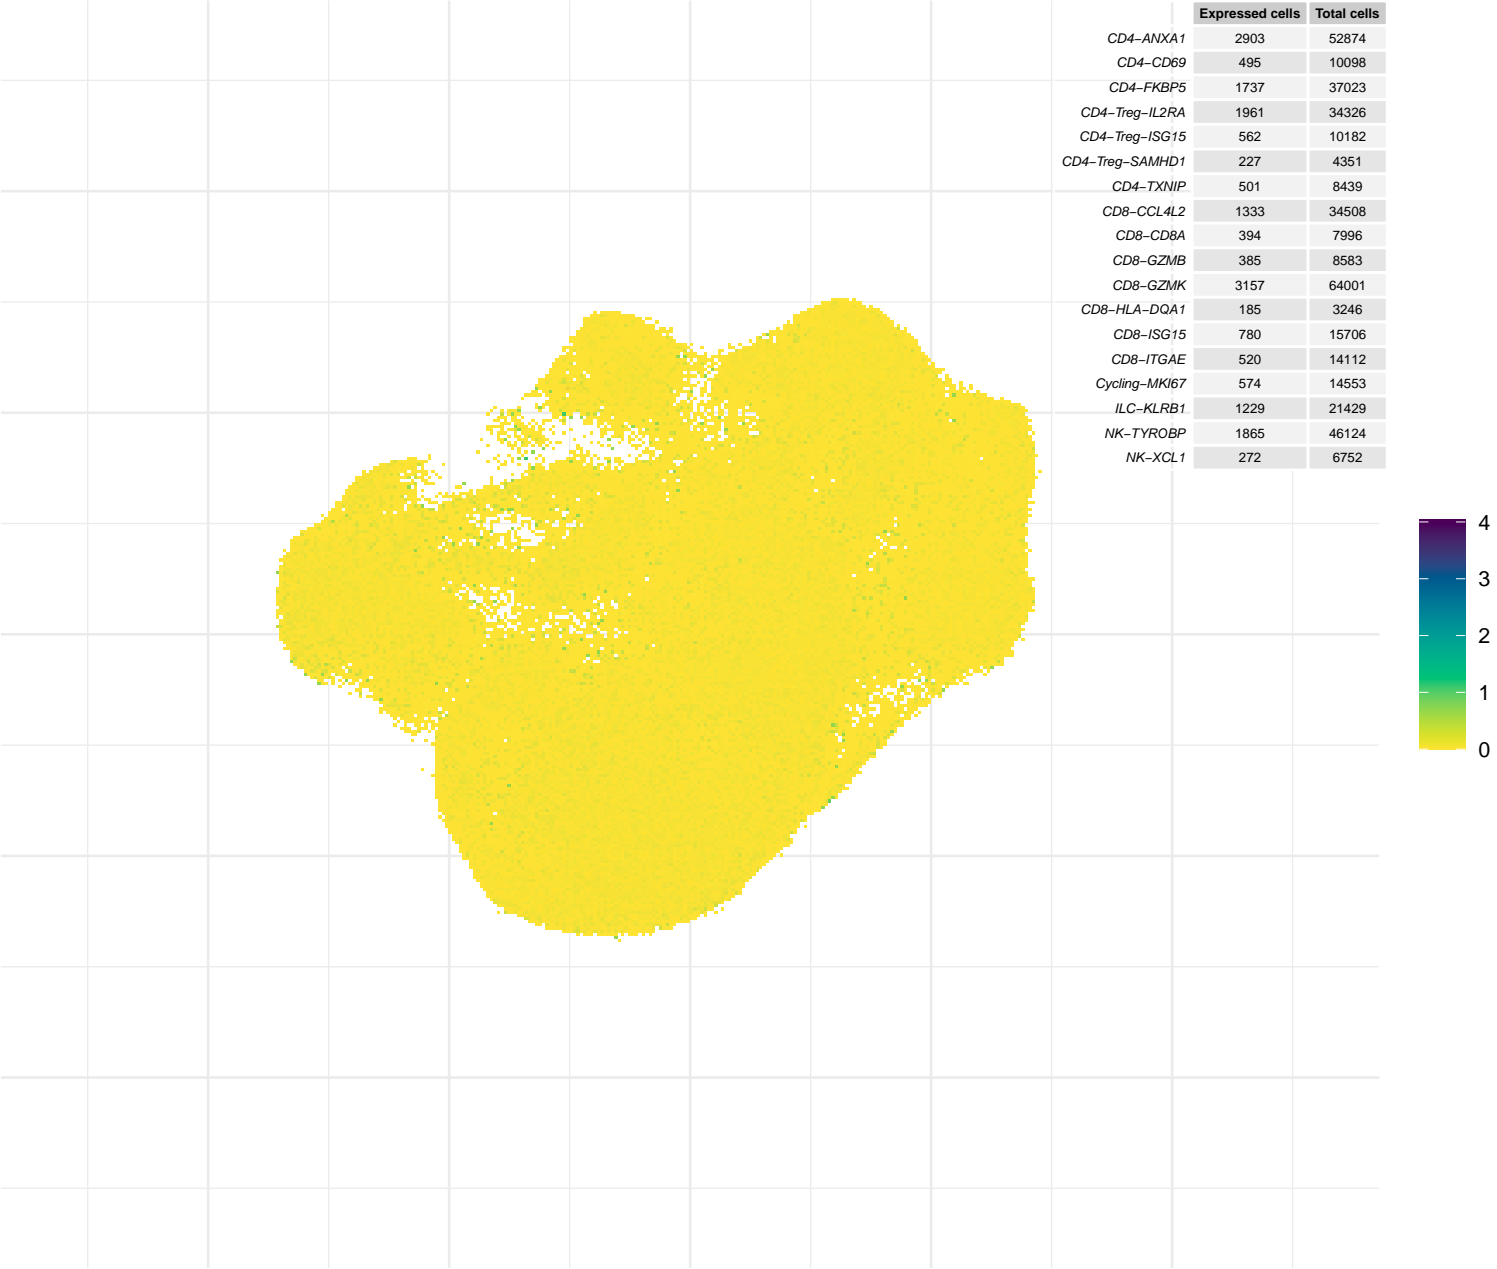 Expressed cells Total cells
CD4−ANXA1 2903 52874
CD4−CD69 495 10098
CD4−FKBP5 1737 37023
CD4−Treg−IL2RA 1961 34326
CD4−Treg−ISG15 562 10182
CD4−Treg−SAMHD1 227 4351
CD4−TXNIP 501 8439
CD8−CCL4L2 1333 34508
CD8−CD8A 394 7996
CD8−GZMB 385 8583
CD8−GZMK 3157 64001
CD8−HLA−DQA1 185 3246
CD8−ISG15 780 15706
CD8−ITGAE 520 14112
Cycling−MKI67 574 14553
ILC−KLRB1 1229 21429
NK−TYROBP 1865 46124
NK−XCL1 272 6752
4
3
2
1
0